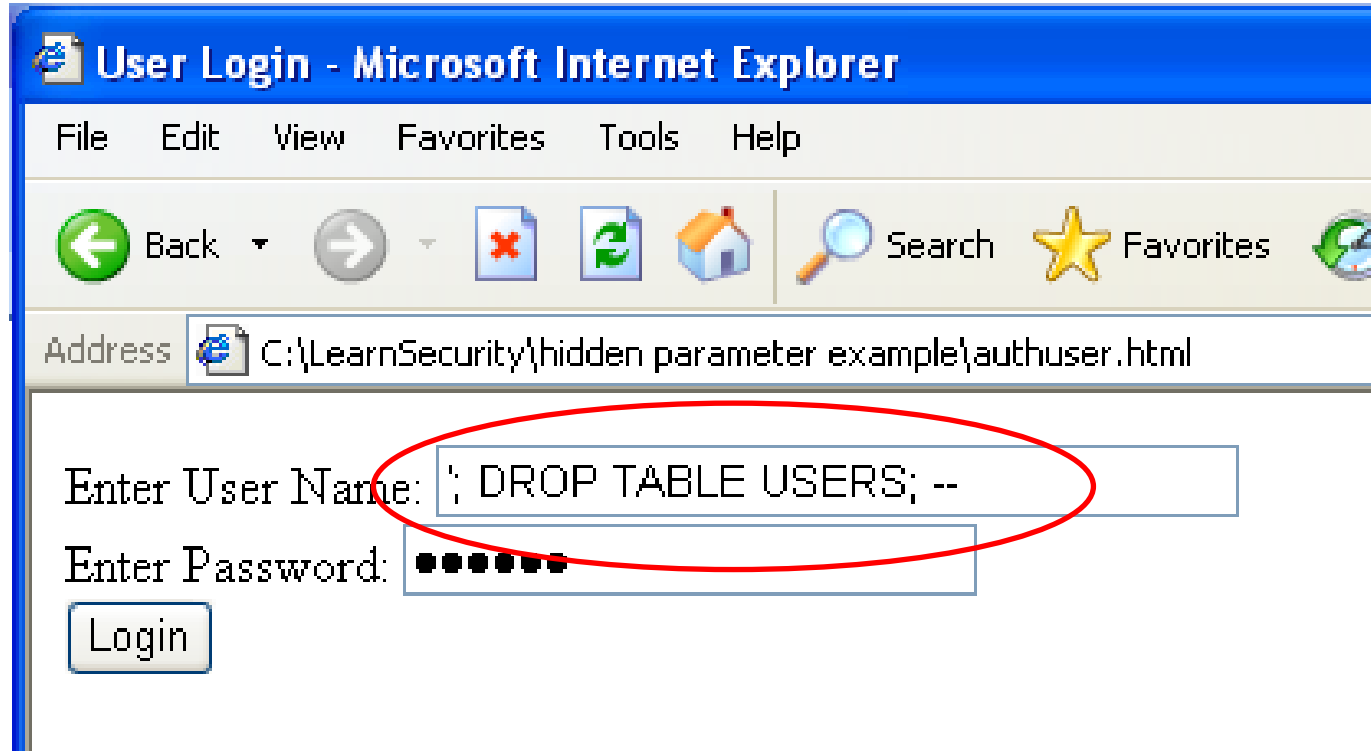 User Login - Microsoft Internet Explorer
File Edit View Favorites Tools Help
Back Search Favorites
Address C:\LearnSecurity\hidden parameter example\authuser.html
Enter User Name: '; DROP TABLE USERS; --
Enter Password: ••••••
Login